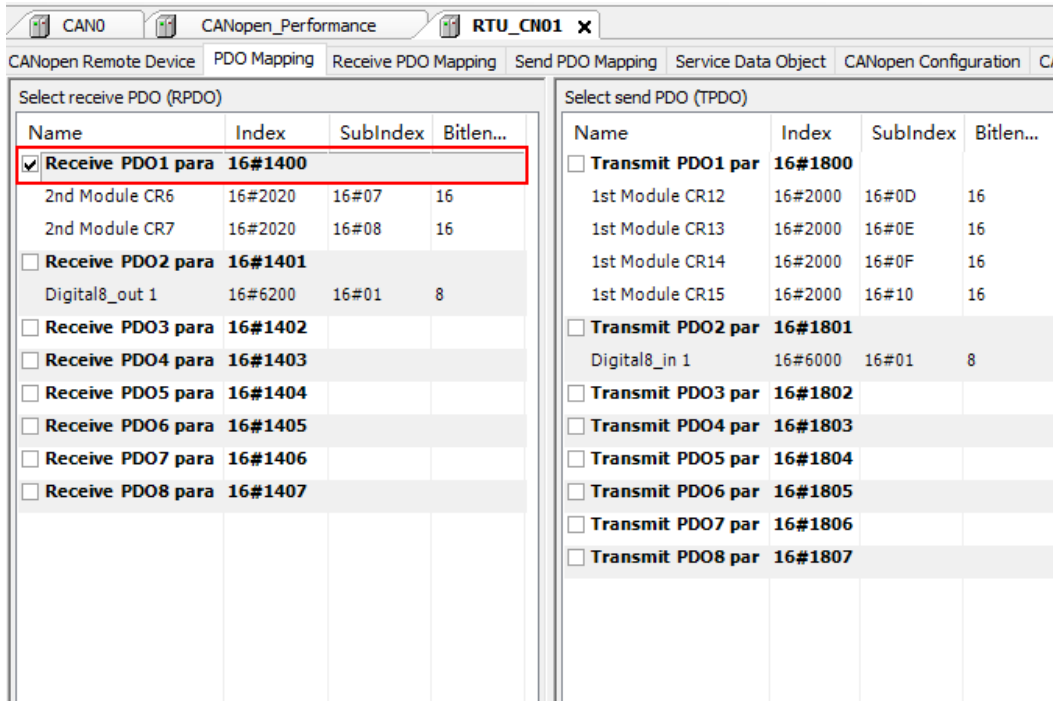 CAN0 CANopen_Performance RTU_CN01
CANopen Remote Device PDO Mapping Receive PDO Mapping Send PDO Mapping Service Data Object CANopen Configuration
Select receive PDO (RPDO)
Name Index SubIndex Bitlen...
Receive PDO1 para 16#1400
2nd Module CR6 16#2020 16#07 16
2nd Module CR7 16#2020 16#08 16
Receive PDO2 para 16#1401
Digital8_out 1 16#6200 16#01 8
Receive PDO3 para 16#1402
Receive PDO4 para 16#1403
Receive PDO5 para 16#1404
Receive PDO6 para 16#1405
Receive PDO7 para 16#1406
Receive PDO8 para 16#1407
Select send PDO (TPDO)
Name Index SubIndex Bitlen...
Transmit PDO1 par 16#1800
1st Module CR12 16#2000 16#0D 16
1st Module CR13 16#2000 16#0E 16
1st Module CR14 16#2000 16#0F 16
1st Module CR15 16#2000 16#10 16
Transmit PDO2 par 16#1801
Digital8_in 1 16#6000 16#01 8
Transmit PDO3 par 16#1802
Transmit PDO4 par 16#1803
Transmit PDO5 par 16#1804
Transmit PDO6 par 16#1805
Transmit PDO7 par 16#1806
Transmit PDO8 par 16#1807